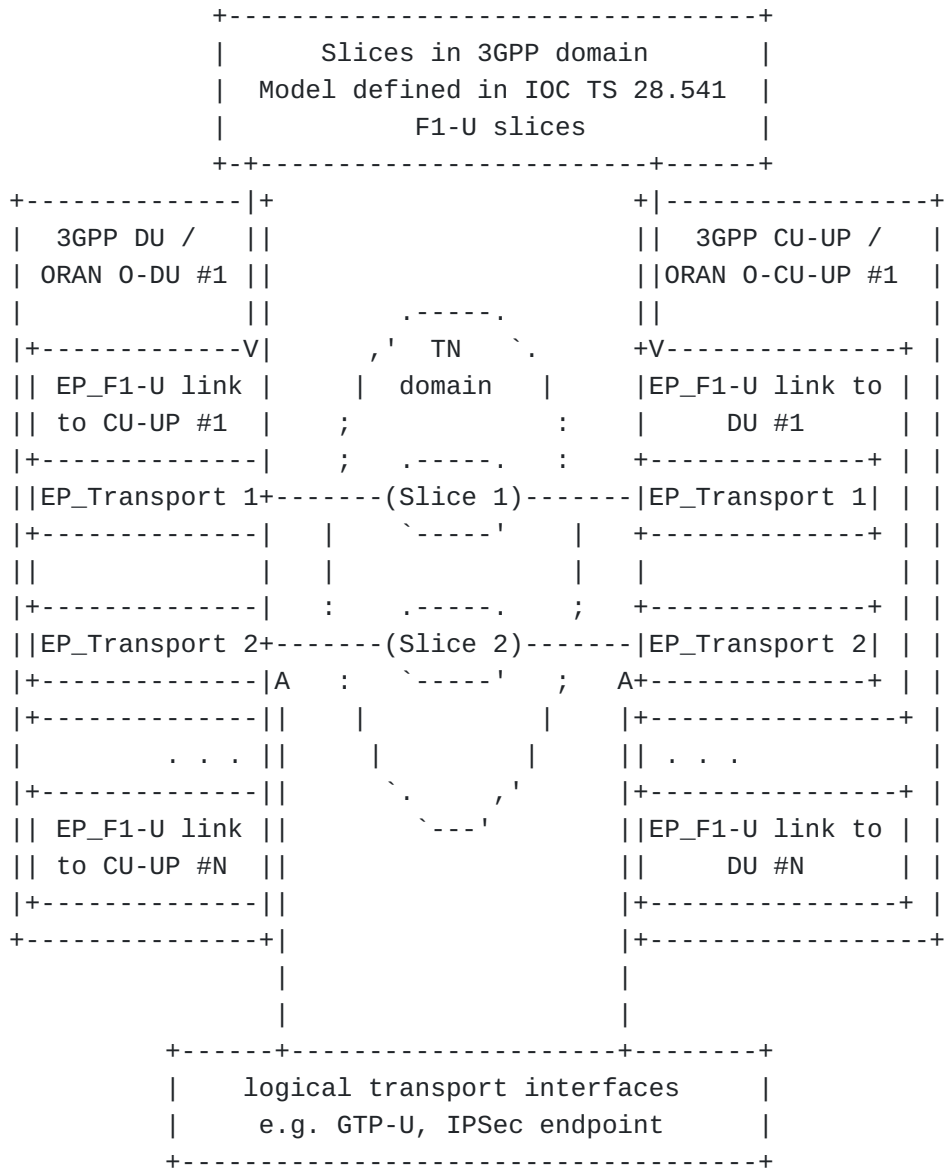 Slices in 3GPP domain
Model defined in IOC TS 28.541
F1-U slices
3GPP DU /
ORAN O-DU #1
3GPP CU-UP /
ORAN O-CU-UP #1
TN
domain
EP_F1-U link
to CU-UP #1
EP_F1-U link to
DU #1
EP_Transport 1
(Slice 1)
EP_Transport 1
EP_Transport 2
(Slice 2)
EP_Transport 2
. . .
. . .
EP_F1-U link
to CU-UP #N
EP_F1-U link to
DU #N
logical transport interfaces
e.g. GTP-U, IPSec endpoint